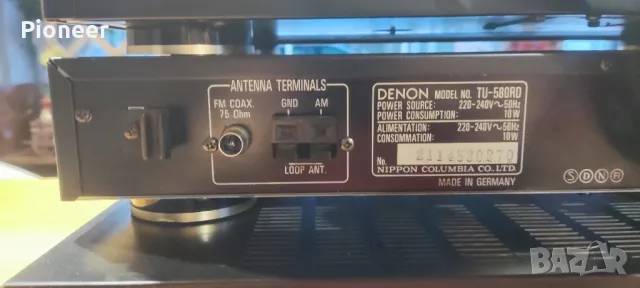 Pioneer
ANTENNA TERMINALS
FM COAX.
75 Ohm
GND AM
LOOP ANT.
DENON MODEL NO. TU-580RD
POWER SOURCE: 220-240V~50Hz
POWER CONSUMPTION: 10W
ALIMENTATION: 220-240V~50Hz
CONSOMMATION: 10W
No.
NIPPON COLUMBIA CO. LTD.
MADE IN GERMANY
S D N R
BAZAR
bg